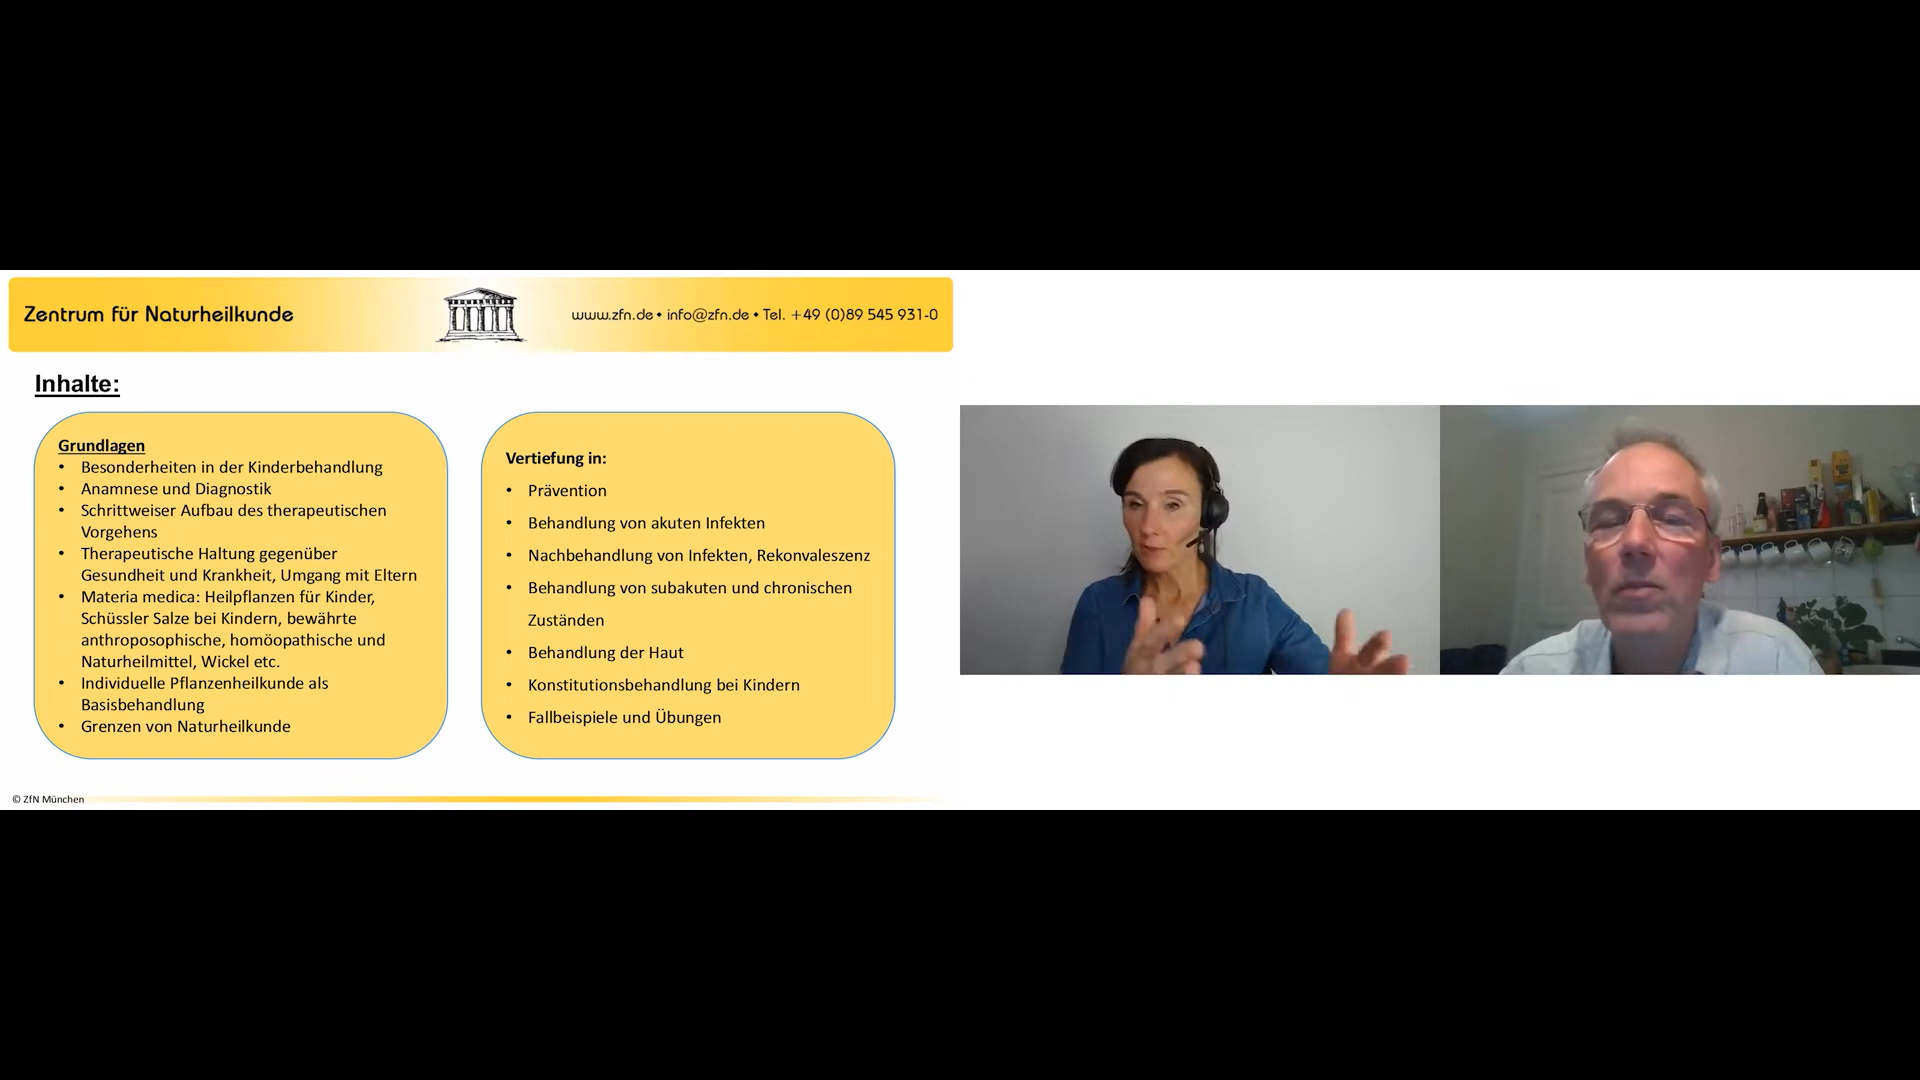 Zentrum für Naturheilkunde
www.zfn.de • info@zfn.de • Tel. +49 (0)89 545 931-0
Inhalte:
Grundlagen
• Besonderheiten in der Kinderbehandlung
• Anamnese und Diagnostik
• Schrittweiser Aufbau des therapeutischen
Vorgehens
• Therapeutische Haltung gegenüber
Gesundheit und Krankheit, Umgang mit Eltern
• Materia medica: Heilpflanzen für Kinder,
Schüssler Salze bei Kindern, bewährte
anthroposophische, homöopathische und
Naturheilmittel, Wickel etc.
• Individuelle Pflanzenheilkunde als
Basisbehandlung
• Grenzen von Naturheilkunde
Vertiefung in:
• Prävention
• Behandlung von akuten Infekten
• Nachbehandlung von Infekten, Rekonvaleszenz
• Behandlung von subakuten und chronischen
Zuständen
• Behandlung der Haut
• Konstitutionsbehandlung bei Kindern
• Fallbeispiele und Übungen
© ZfN München